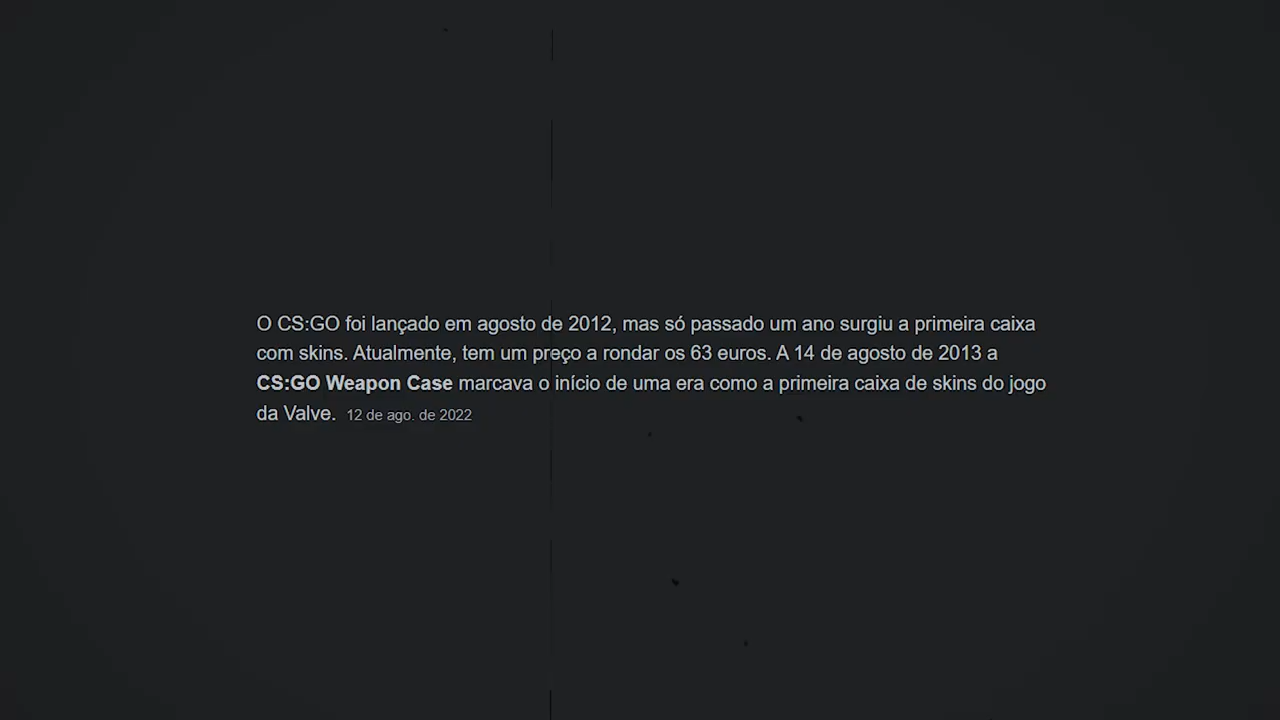 O CS:GO foi lançado em agosto de 2012, mas só passado um ano surgiu a primeira caixa
com skins. Atualmente, tem um preço a rondar os 63 euros. A 14 de agosto de 2013 a
CS:GO Weapon Case marcava o início de uma era como a primeira caixa de skins do jogo
da Valve. 12 de ago. de 2022